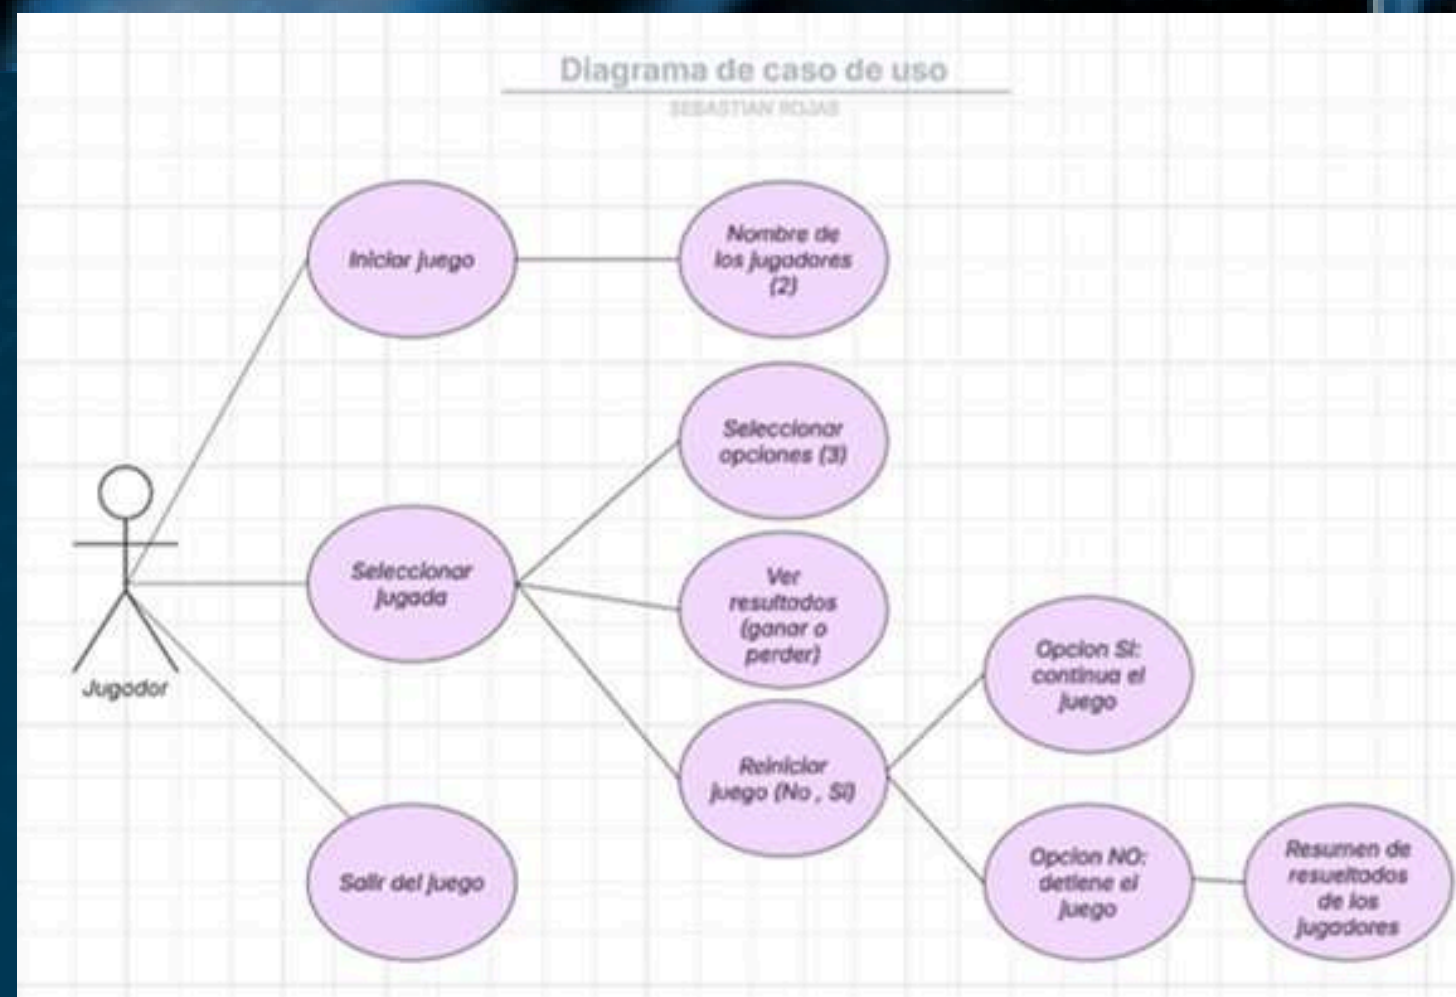 Diagrama de caso de uso
SEBASTIAN ROJAS
Iniciar juego
Nombre de
los jugadores
(2)
Seleccionar
opciones (3)
Seleccionar
jugada
Ver
resultados
(ganar o
perder)
Jugador
Opcion SI:
continua el
juego
Reiniciar
juego (No , Si)
Salir del juego
Opcion NO:
detiene el
juego
Resumen de
resueltados
de los
jugadores